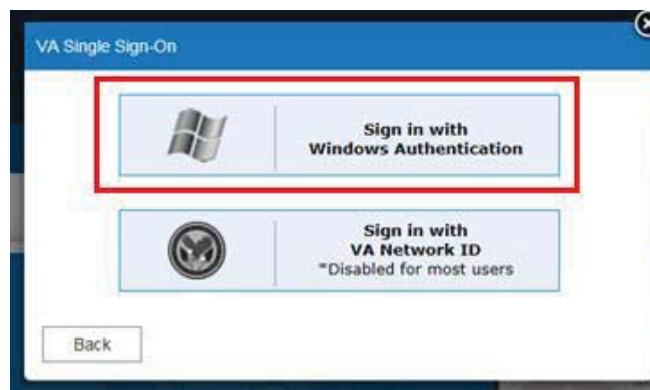 VA Single Sign-On
Sign in with
Windows Authentication
Sign in with
VA Network ID
*Disabled for most users
Back